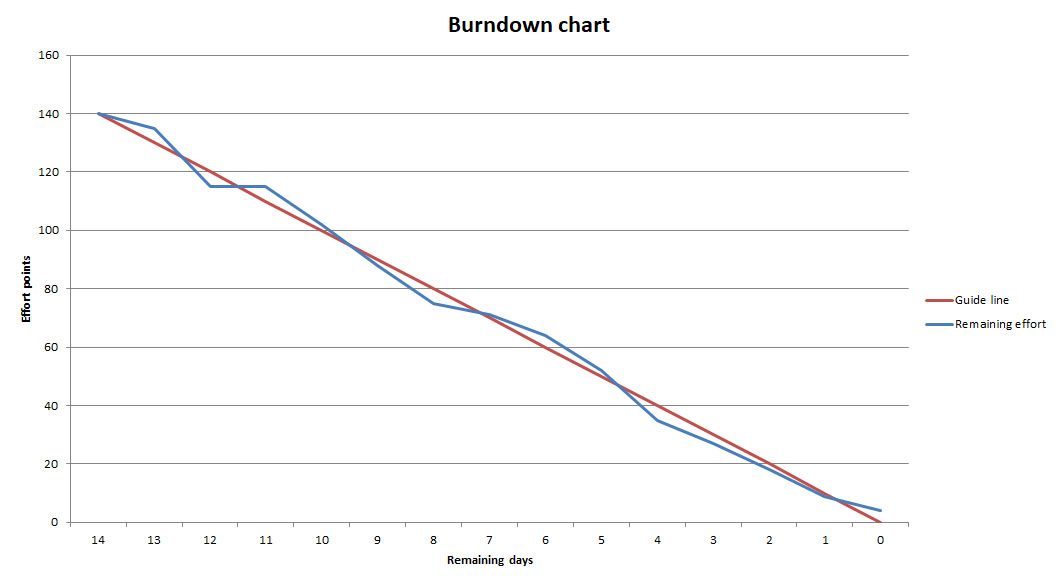 Burndown chart
160
140
120
100
80
60
40
20
0
Effort points
14 13 12 11 10 9 8 7 6 5 4 3 2 1 0
Remaining days
Guide line
Remaining effort